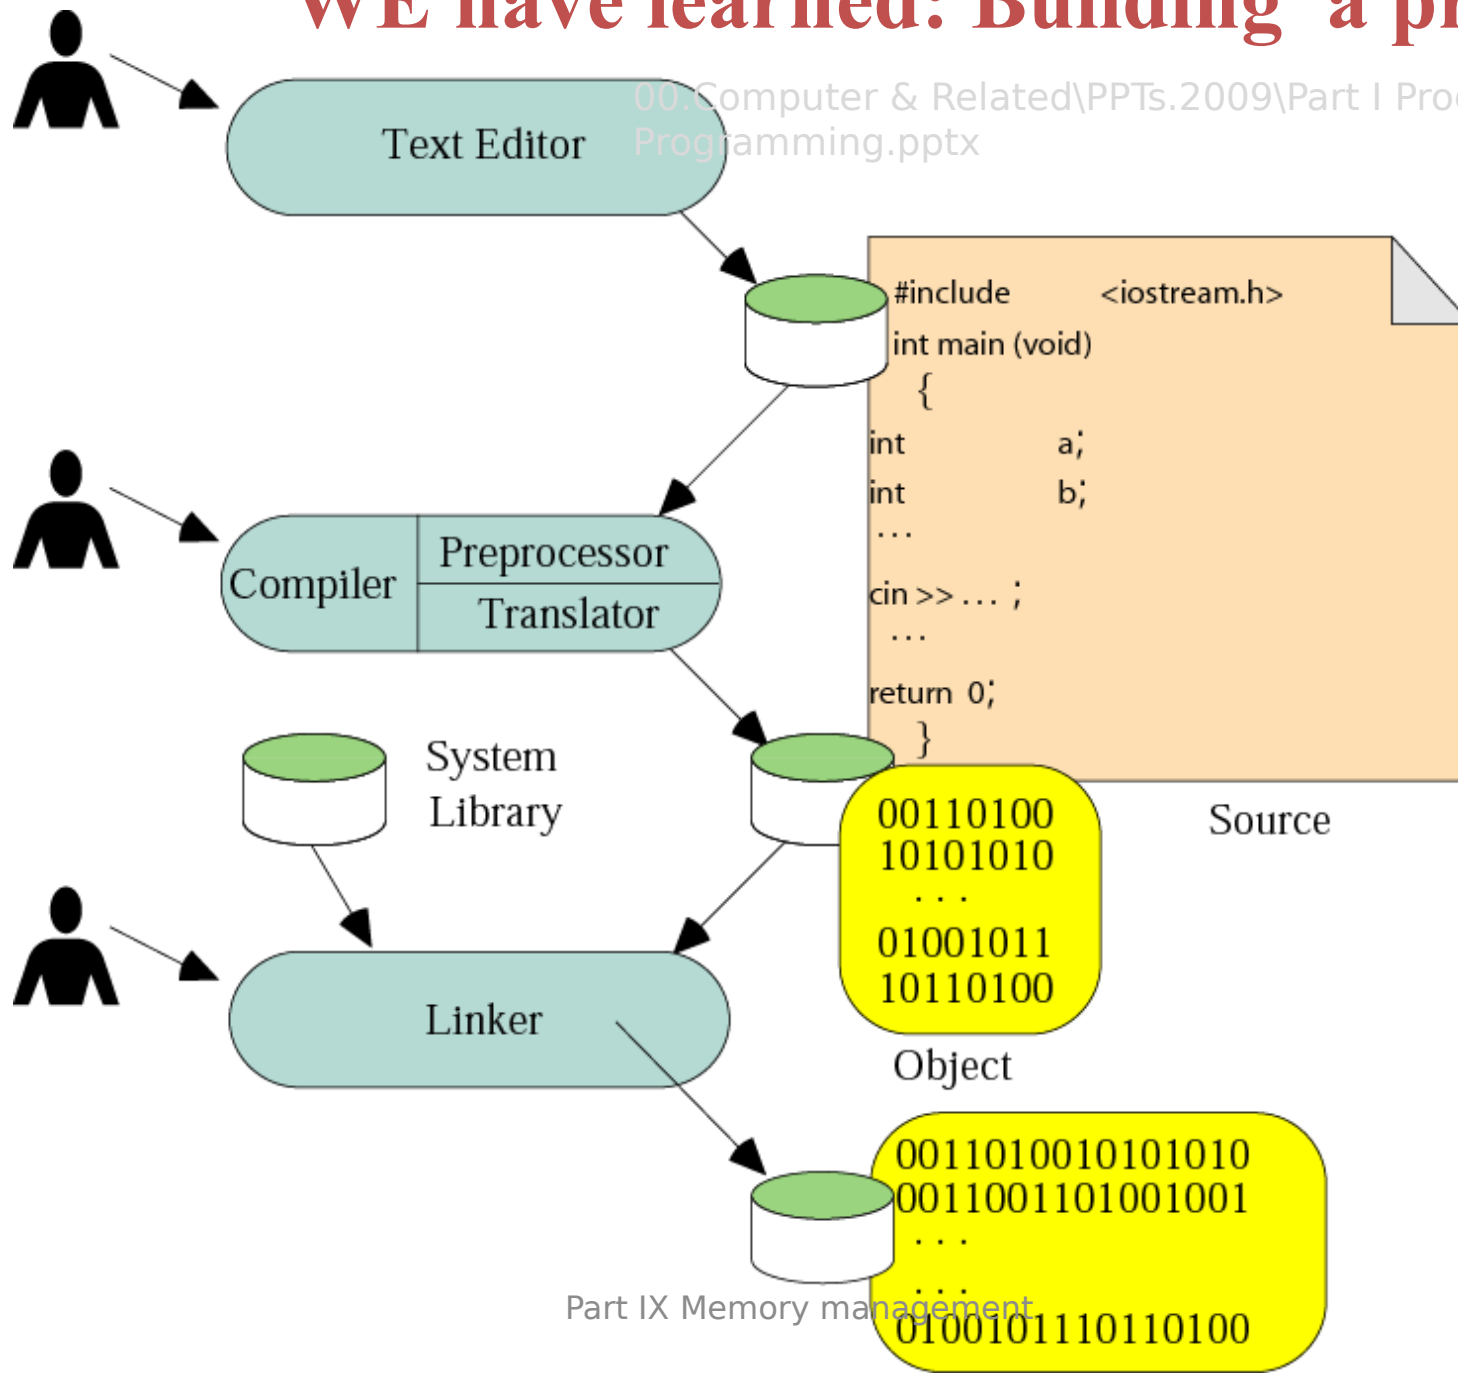 WE have learned: Building a pr
00.Computer & Related\PPTs.2009\Part I Pro
Programming.pptx
Text Editor
#include <iostream.h>
int main (void)
{
int a;
int b;
...
cin >> ... ;
...
return 0;
}
Source
Compiler
Preprocessor
Translator
System
Library
00110100
10101010
...
01001011
10110100
Object
Linker
0011010010101010
0011001101001001
...
...
0100101110110100
Part IX Memory management